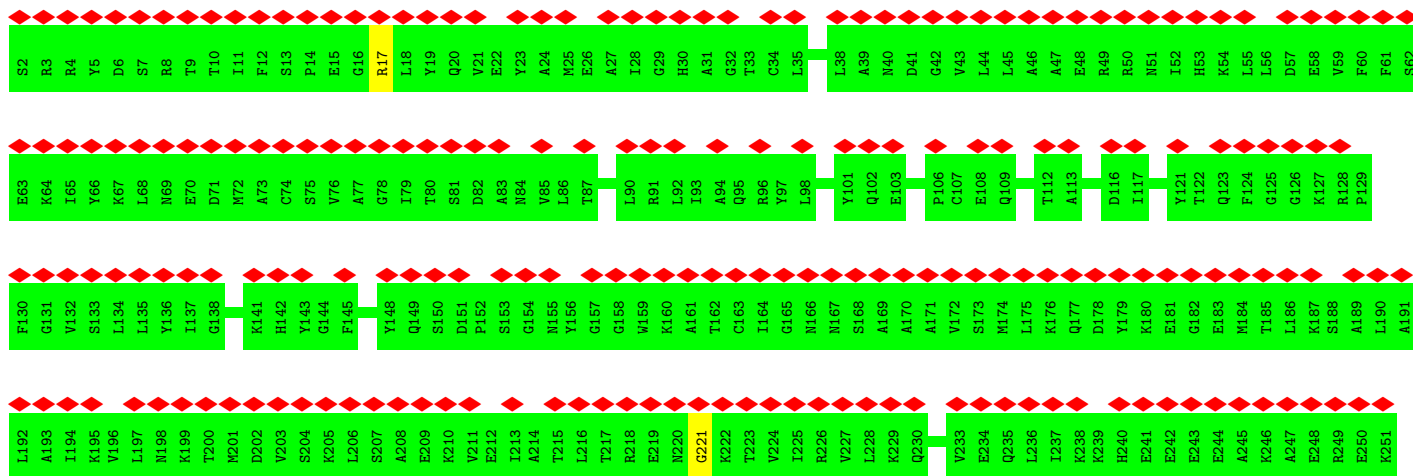 S2 R3 R4 Y5 D6 S7 R8 T9 T10 I11 F12 S13 P14 E15 G16 R17 L18 Y19 Q20 V21 E22 Y23 A24 M25 E26 A27 I28 G29 H30 A31 G32 T33 C34 L35 L38 A39 N40 D41 G42 V43 L44 L45 A46 A47 E48 R49 R50 N51 I52 H53 K54 L55 L56 D57 E58 V59 F60 F61 S62
E63 K64 I65 Y66 K67 L68 N69 E70 D71 M72 A73 C74 S75 V76 A77 G78 I79 T80 S81 D82 A83 N84 V85 L86 T87 L90 R91 L92 I93 A94 Q95 R96 Y97 L98 Y101 Q102 E103 P106 C107 E108 Q109 T112 A113 D116 I117 Y121 T122 Q123 F124 G125 G126 K127 R128 P129
F130 G131 V132 S133 L134 L135 Y136 I137 G138 K141 H142 Y143 G144 F145 Y148 Q149 S150 D151 P152 S153 G154 N155 Y156 G157 G158 W159 K160 A161 T162 C163 I164 G165 N166 N167 S168 A169 A170 A171 V172 S173 M174 L175 K176 Q177 D178 Y179 K180 E181 G182 E183 M184 T185 L186 K187 S188 A189 L190 A191
L192 A193 I194 K195 V196 L197 N198 K199 T200 M201 D202 V203 S204 K205 L206 S207 A208 E209 K210 V211 E212 I213 A214 T215 L216 T217 R218 E219 N220 G221 K222 T223 V224 I225 R226 V227 L228 K229 Q230 V233 E234 Q235 L236 I237 K238 K239 H240 E241 E242 E243 E244 A245 K246 A247 E248 R249 E250 K251